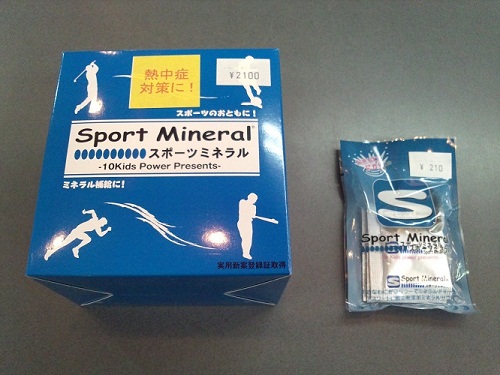 熱中症
対策に！
¥2100
スポーツのおともに！
Sport Mineral
スポーツミネラル
-10Kids Power Presents-
ミネラル補給に！
実用新案登録証取得
¥ 210
S
Sport Mineral
S Sport Mineral